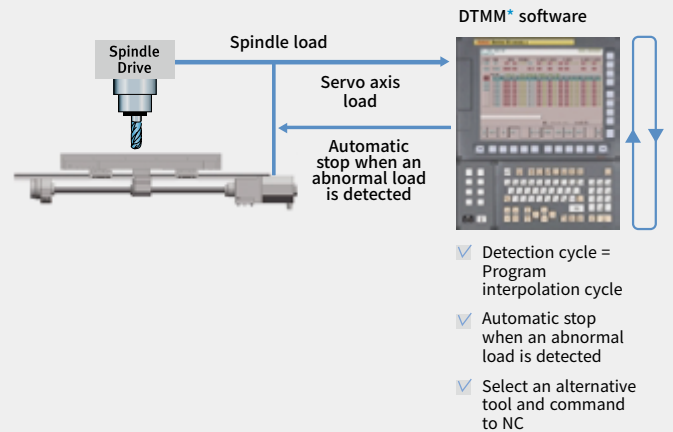 DTMM* software
Spindle
Drive
Spindle load
Servo axis
load
Automatic
stop when an
abnormal load
is detected
Detection cycle =
Program
interpolation cycle
Automatic stop
when an abnormal
load is detected
Select an alternative
tool and command
to NC